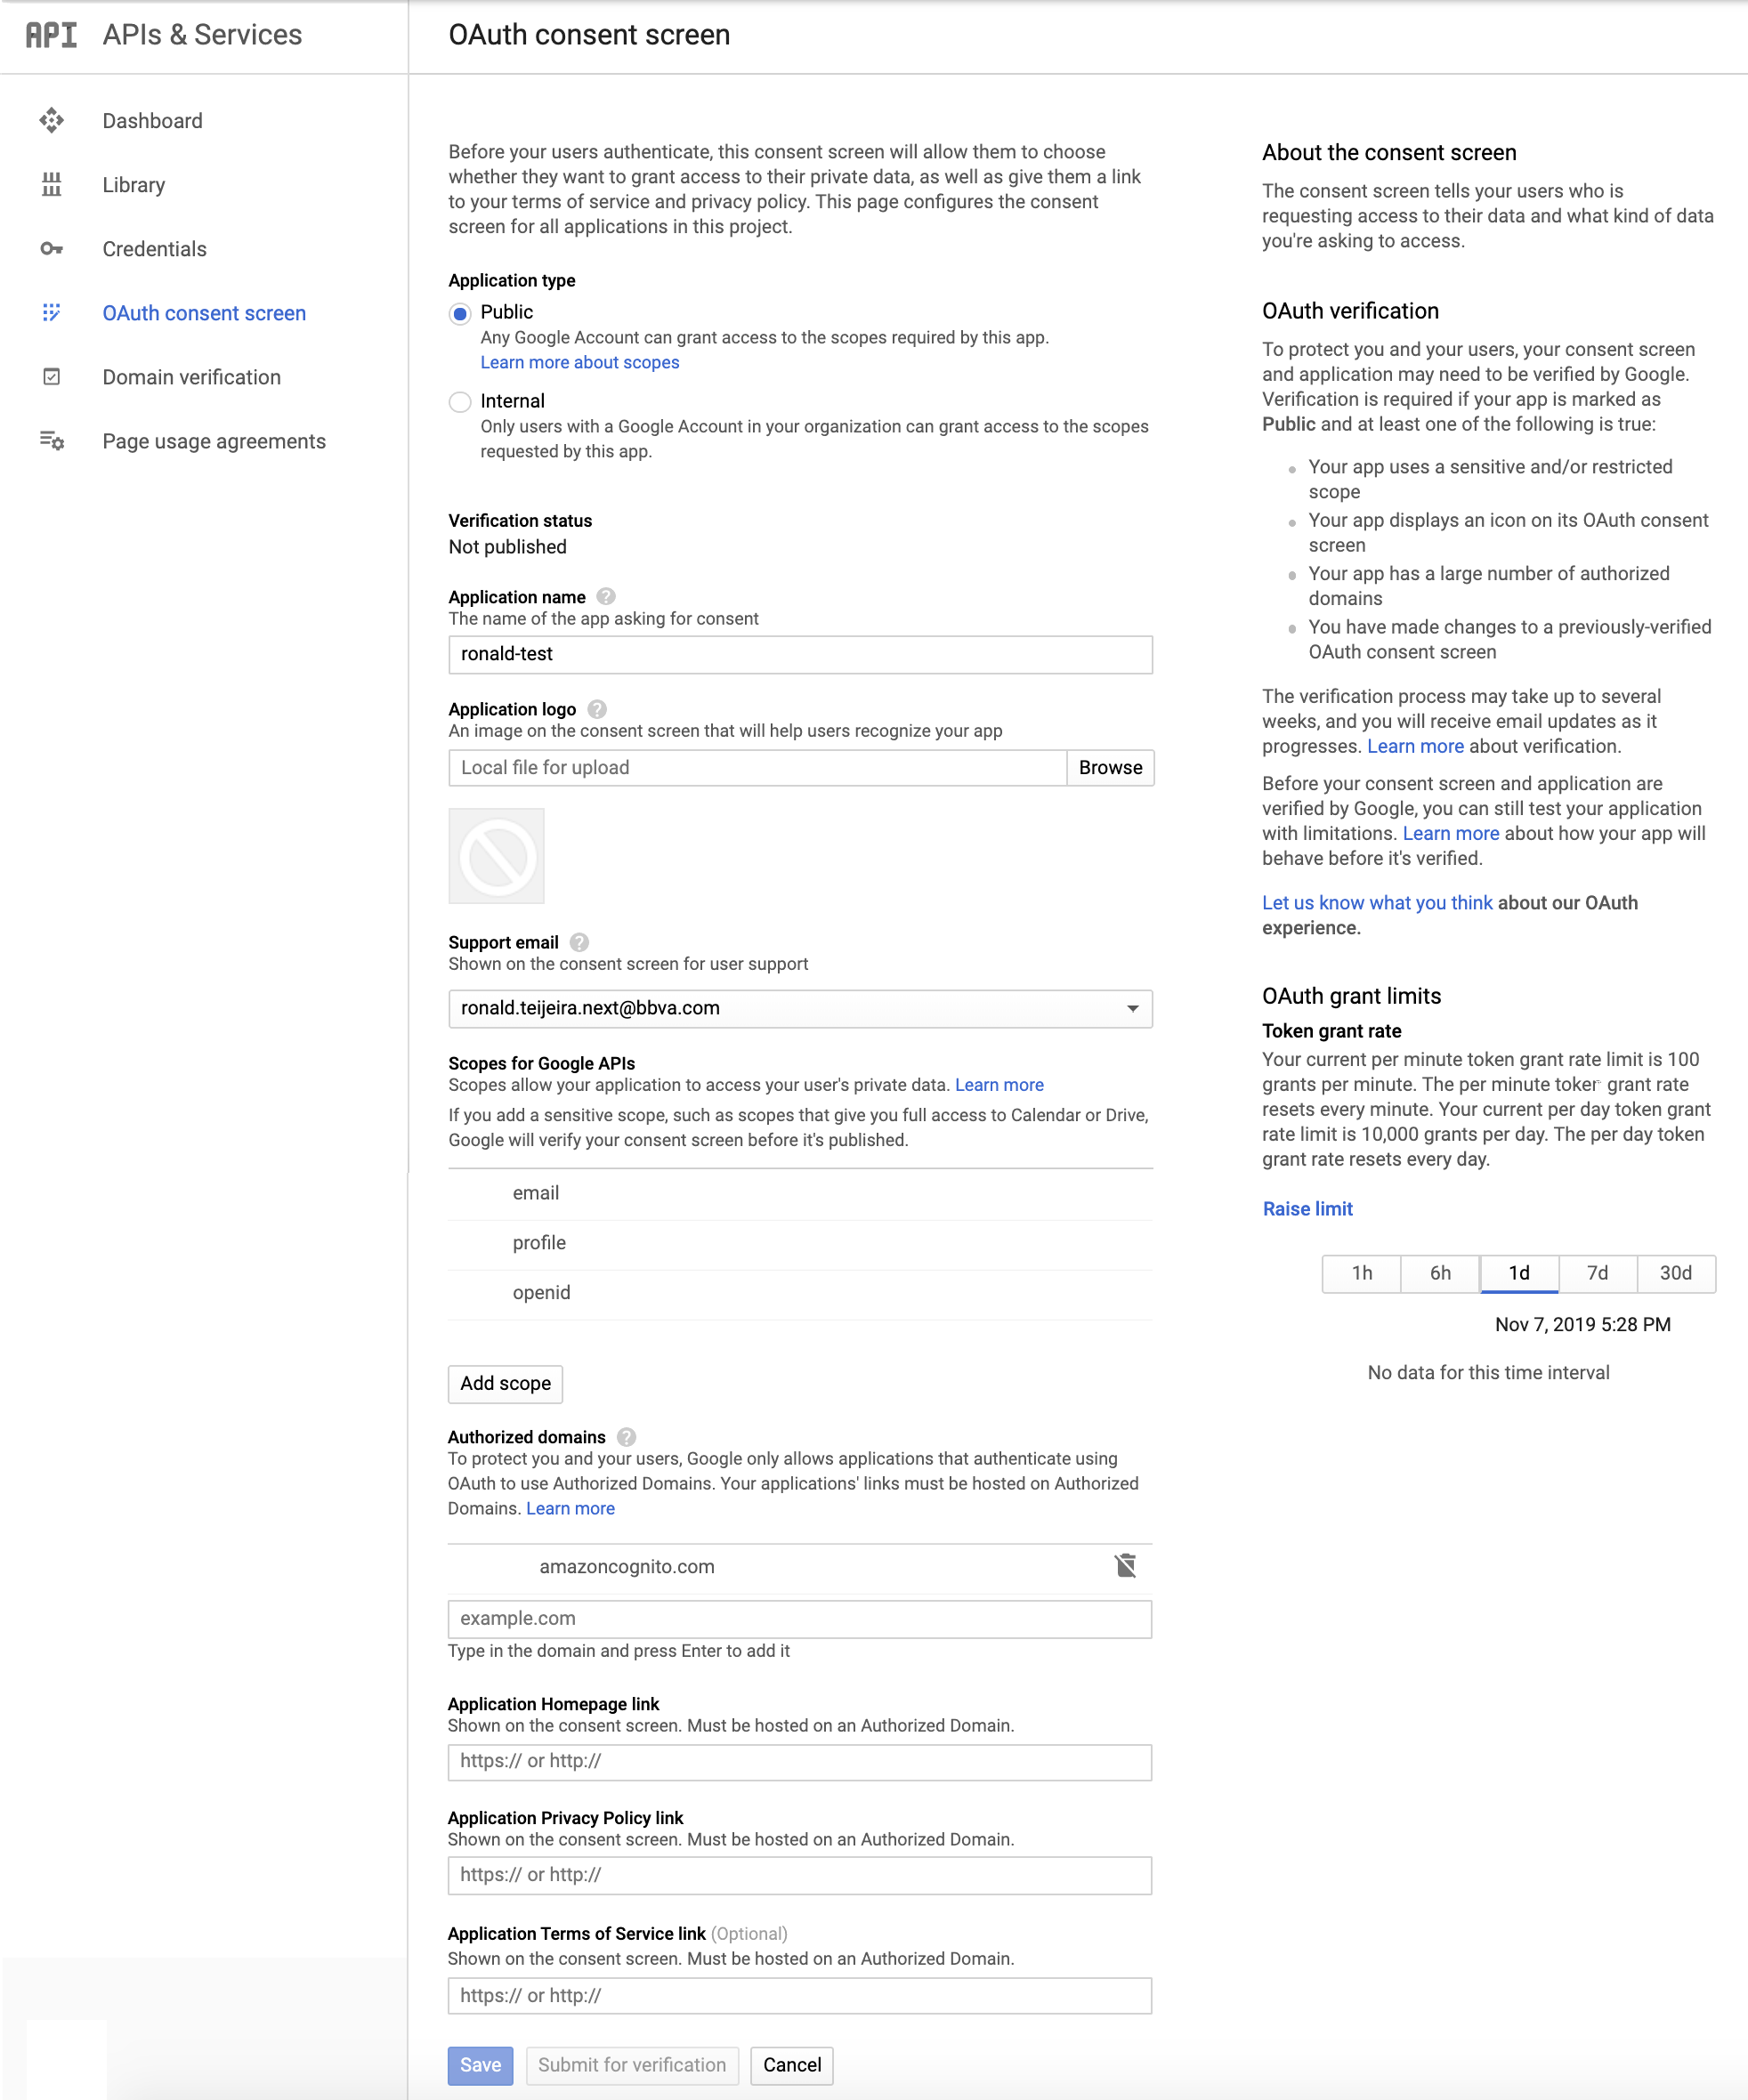 API APIs & Services
OAuth consent screen
Dashboard
Library
Credentials
OAuth consent screen
Domain verification
Page usage agreements
Before your users authenticate, this consent screen will allow them to choose
whether they want to grant access to their private data, as well as give them a link
to your terms of service and privacy policy. This page configures the consent
screen for all applications in this project.
Application type
Public
Any Google Account can grant access to the scopes required by this app.
Learn more about scopes
Internal
Only users with a Google Account in your organization can grant access to the scopes
requested by this app.
Verification status
Not published
Application name ?
The name of the app asking for consent
ronald-test
Application logo ?
An image on the consent screen that will help users recognize your app
Local file for upload Browse
Support email ?
Shown on the consent screen for user support
ronald.teijeira.next@bbva.com
Scopes for Google APIs
Scopes allow your application to access your user's private data. Learn more
If you add a sensitive scope, such as scopes that give you full access to Calendar or Drive,
Google will verify your consent screen before it's published.
email
profile
openid
Add scope
Authorized domains ?
To protect you and your users, Google only allows applications that authenticate using
OAuth to use Authorized Domains. Your applications' links must be hosted on Authorized
Domains. Learn more
amazoncognito.com
example.com
Type in the domain and press Enter to add it
Application Homepage link
Shown on the consent screen. Must be hosted on an Authorized Domain.
https:// or http://
Application Privacy Policy link
Shown on the consent screen. Must be hosted on an Authorized Domain.
https:// or http://
Application Terms of Service link (Optional)
Shown on the consent screen. Must be hosted on an Authorized Domain.
https:// or http://
Save Submit for verification Cancel
About the consent screen
The consent screen tells your users who is
requesting access to their data and what kind of data
you're asking to access.
OAuth verification
To protect you and your users, your consent screen
and application may need to be verified by Google.
Verification is required if your app is marked as
Public and at least one of the following is true:
Your app uses a sensitive and/or restricted
scope
Your app displays an icon on its OAuth consent
screen
Your app has a large number of authorized
domains
You have made changes to a previously-verified
OAuth consent screen
The verification process may take up to several
weeks, and you will receive email updates as it
progresses. Learn more about verification.
Before your consent screen and application are
verified by Google, you can still test your application
with limitations. Learn more about how your app will
behave before it's verified.
Let us know what you think about our OAuth
experience.
OAuth grant limits
Token grant rate
Your current per minute token grant rate limit is 100
grants per minute. The per minute token grant rate
resets every minute. Your current per day token grant
rate limit is 10,000 grants per day. The per day token
grant rate resets every day.
Raise limit
1h 6h 1d 7d 30d
Nov 7, 2019 5:28 PM
No data for this time interval